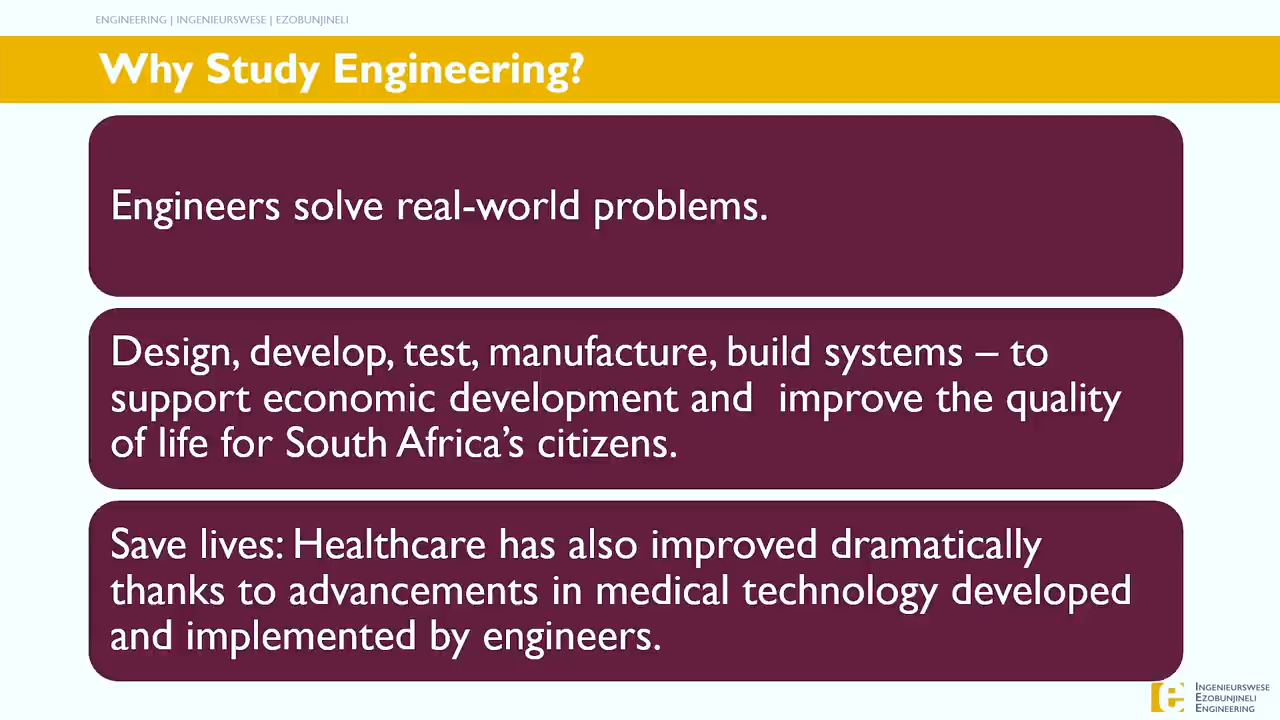 ENGINEERING | INGENIEURSWESE | EZOBUNJINELI
Why Study Engineering?
Engineers solve real-world problems.
Design, develop, test, manufacture, build systems – to
support economic development and  improve the quality
of life for South Africa’s citizens.
Save lives: Healthcare has also improved dramatically
thanks to advancements in medical technology developed
and implemented by engineers.
e
INGENIEURSWESE
EZOBUNJINELI
ENGINEERING